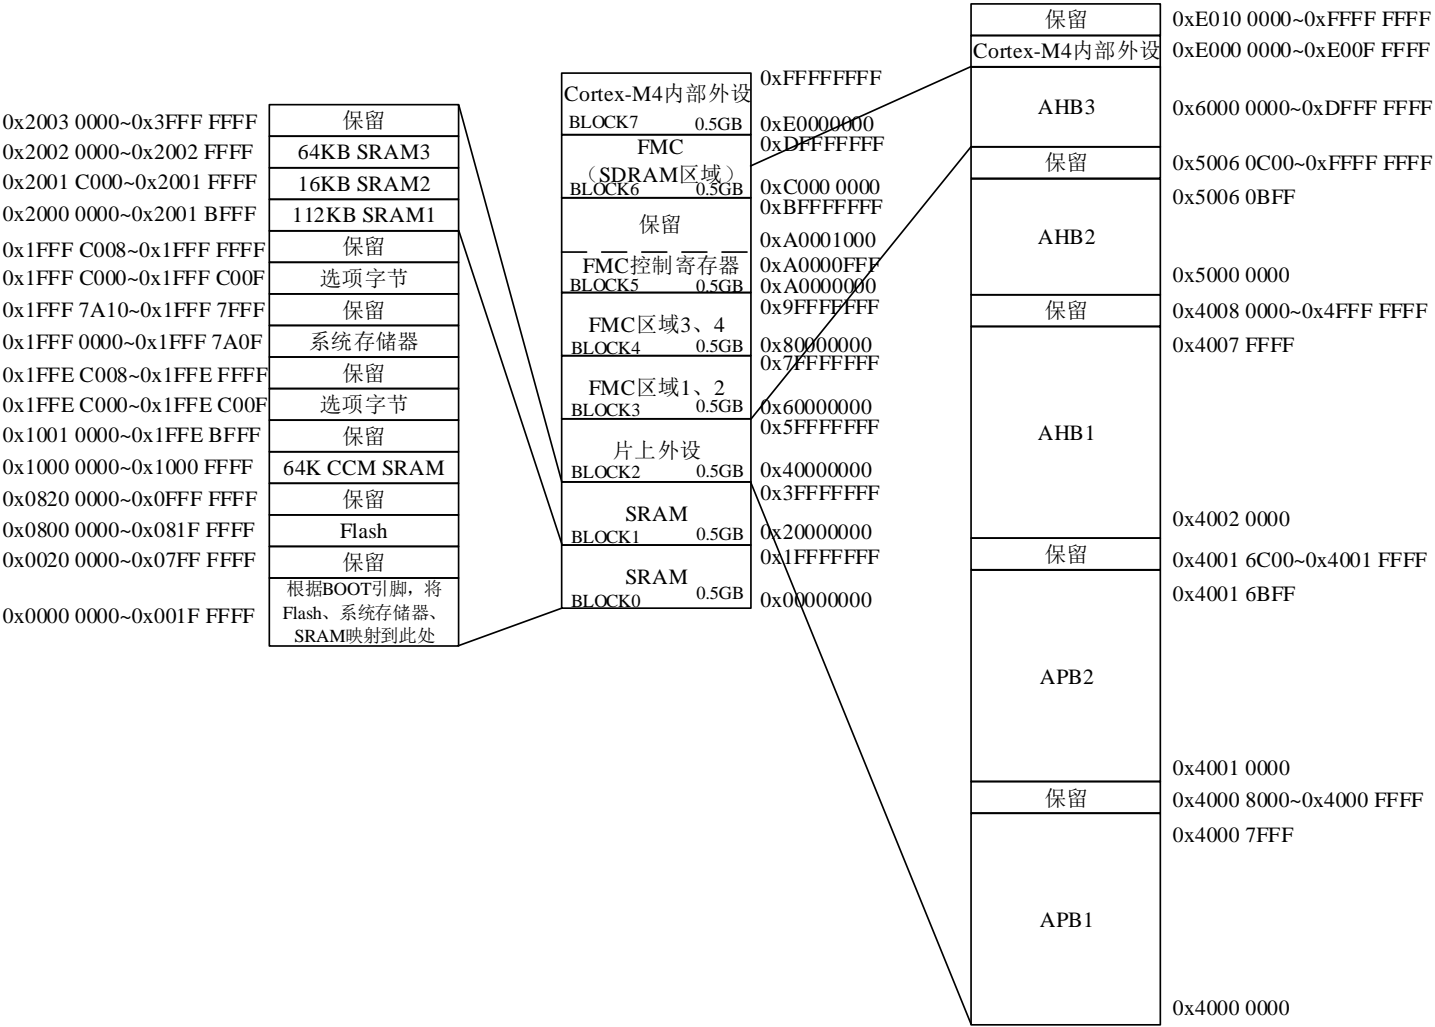 0x2003 0000~0x3FFF FFFF 保留
0x2002 0000~0x2002 FFFF 64KB SRAM3
0x2001 C000~0x2001 FFFF 16KB SRAM2
0x2000 0000~0x2001 BFFF 112KB SRAM1
0x1FFF C008~0x1FFF FFFF 保留
0x1FFF C000~0x1FFF C00F 选项字节
0x1FFF 7A10~0x1FFF 7FFF 保留
0x1FFF 0000~0x1FFF 7A0F 系统存储器
0x1FFE C008~0x1FFE FFFF 保留
0x1FFE C000~0x1FFE C00F 选项字节
0x1001 0000~0x1FFE BFFF 保留
0x1000 0000~0x1000 FFFF 64K CCM SRAM
0x0820 0000~0x0FFF FFFF 保留
0x0800 0000~0x081F FFFF Flash
0x0020 0000~0x07FF FFFF 保留
根据BOOT引脚，将
0x0000 0000~0x001F FFFF Flash、系统存储器、
SRAM映射到此处
0xFFFFFFFF
Cortex-M4内部外设
BLOCK7 0.5GB 0xE0000000
FMC 0xDFFFFFFF
（SDRAM区域）
BLOCK6 0.5GB 0xC000 0000
0xBFFFFFFF
保留
0xA0001000
FMC控制寄存器 0xA0000FFF
BLOCK5 0.5GB 0xA0000000
0x9FFFFFFF
FMC区域3、4
BLOCK4 0.5GB 0x80000000
0x7FFFFFFF
FMC区域1、2
BLOCK3 0.5GB 0x60000000
0x5FFFFFFF
片上外设
BLOCK2 0.5GB 0x40000000
0x3FFFFFFF
SRAM
BLOCK1 0.5GB 0x20000000
0x1FFFFFFF
SRAM
BLOCK0 0.5GB 0x00000000
保留 0xE010 0000~0xFFFF FFFF
Cortex-M4内部外设 0xE000 0000~0xE00F FFFF
AHB3 0x6000 0000~0xDFFF FFFF
保留 0x5006 0C00~0xFFFF FFFF
0x5006 0BFF
AHB2
0x5000 0000
保留 0x4008 0000~0x4FFF FFFF
0x4007 FFFF
AHB1
0x4002 0000
保留 0x4001 6C00~0x4001 FFFF
0x4001 6BFF
APB2
0x4001 0000
保留 0x4000 8000~0x4000 FFFF
0x4000 7FFF
APB1
0x4000 0000